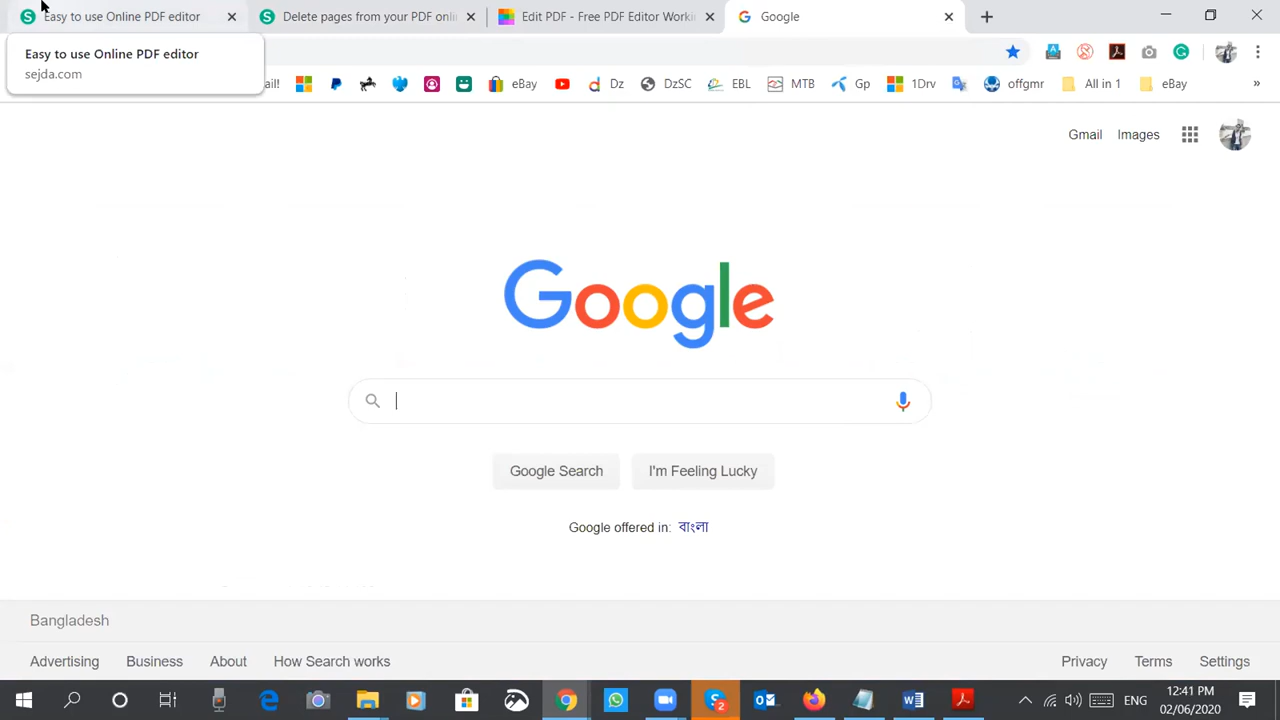 Easy to use Online PDF editor
Delete pages from your PDF onl
Edit PDF - Free PDF Editor Worki
Google
Easy to use Online PDF editor
sejda.com
ail!
eBay
Dz
DzSC
EBL
MTB
Gp
1Drv
offgmr
All in 1
eBay
»
Gmail
Images
Google
Google Search
I'm Feeling Lucky
Google offered in: বাংলা
Bangladesh
Advertising
Business
About
How Search works
Privacy
Terms
Settings
2
ENG
12:41 PM
02/06/2020